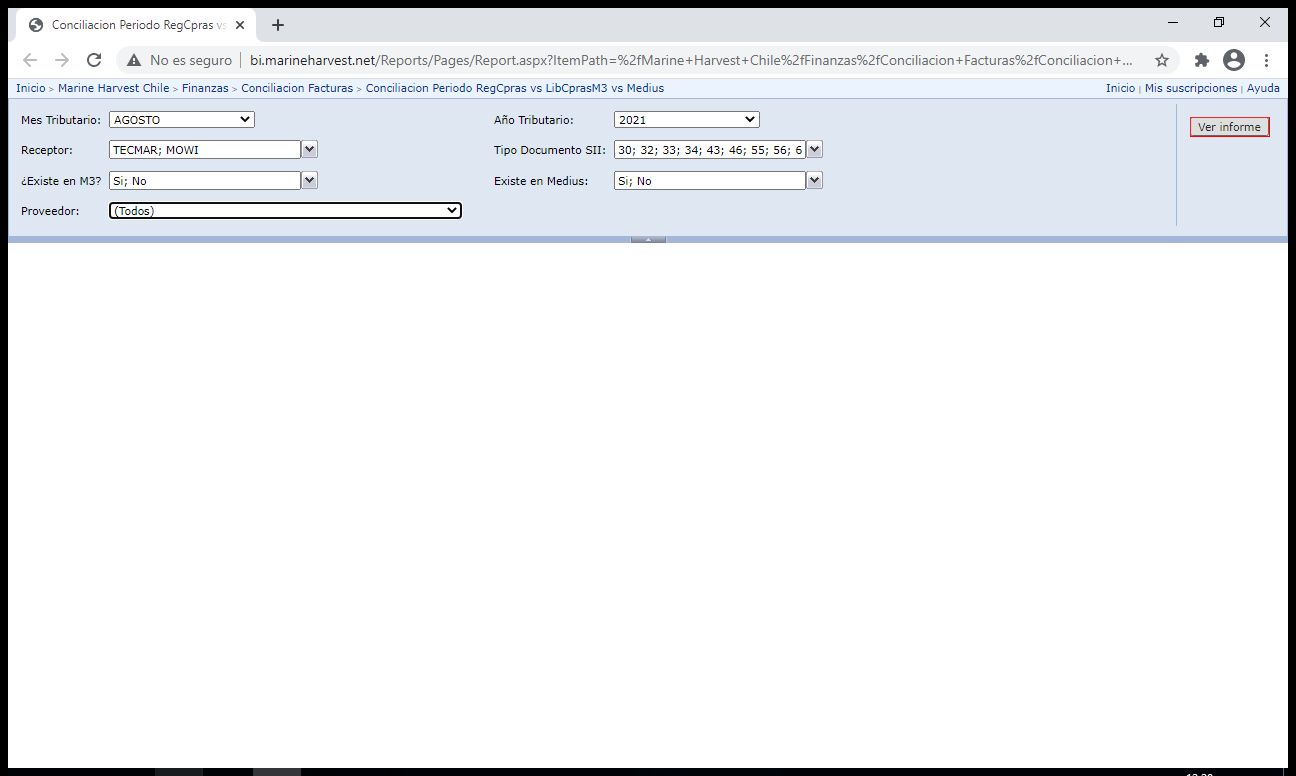 Conciliacion Periodo RegCpras vs
No es seguro
bi.marineharvest.net/Reports/Pages/Report.aspx?ItemPath=%2fMarine+Harvest+Chile%2fFinanzas%2fConciliacion+Facturas%2fConciliacion+...
Inicio > Marine Harvest Chile > Finanzas > Conciliacion Facturas > Conciliacion Periodo RegCpras vs LibCprasM3 vs Medius
Inicio | Mis suscripciones | Ayuda
Mes Tributario: AGOSTO
Año Tributario: 2021
Ver informe
Receptor: TECMAR; MOWI
Tipo Documento SII: 30; 32; 33; 34; 43; 46; 55; 56; 6
¿Existe en M3? Si; No
Existe en Medius: Si; No
Proveedor: (Todos)